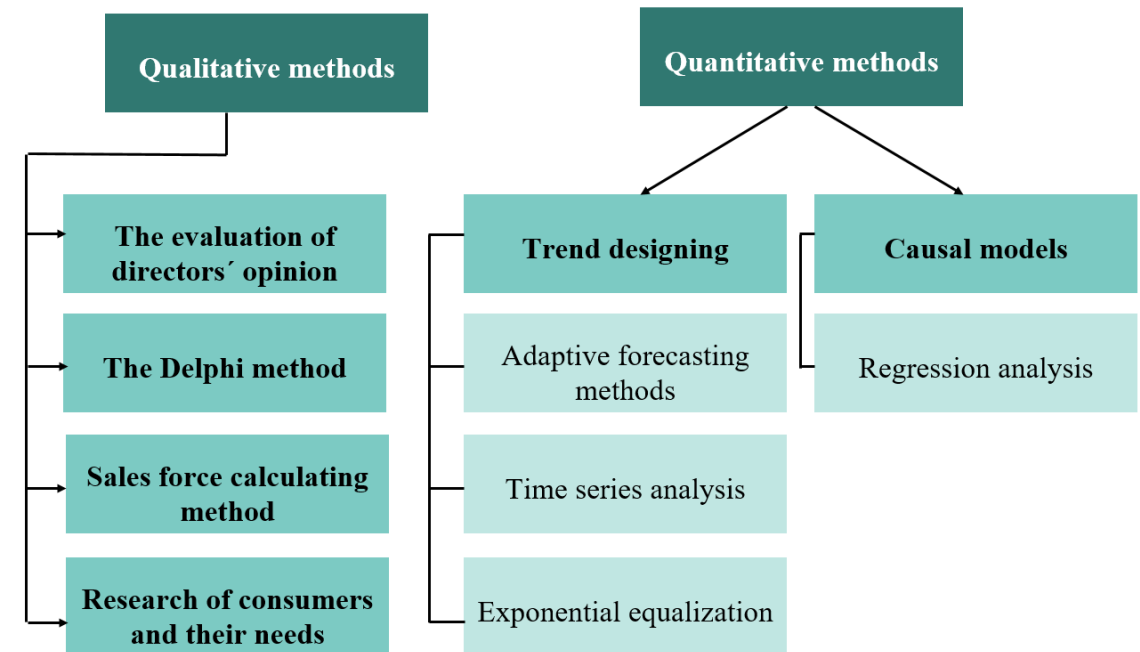 Qualitative methods
Quantitative methods
The evaluation of
directors´ opinion
The Delphi method
Sales force calculating
method
Research of consumers
and their needs
Trend designing
Adaptive forecasting
methods
Time series analysis
Exponential equalization
Causal models
Regression analysis